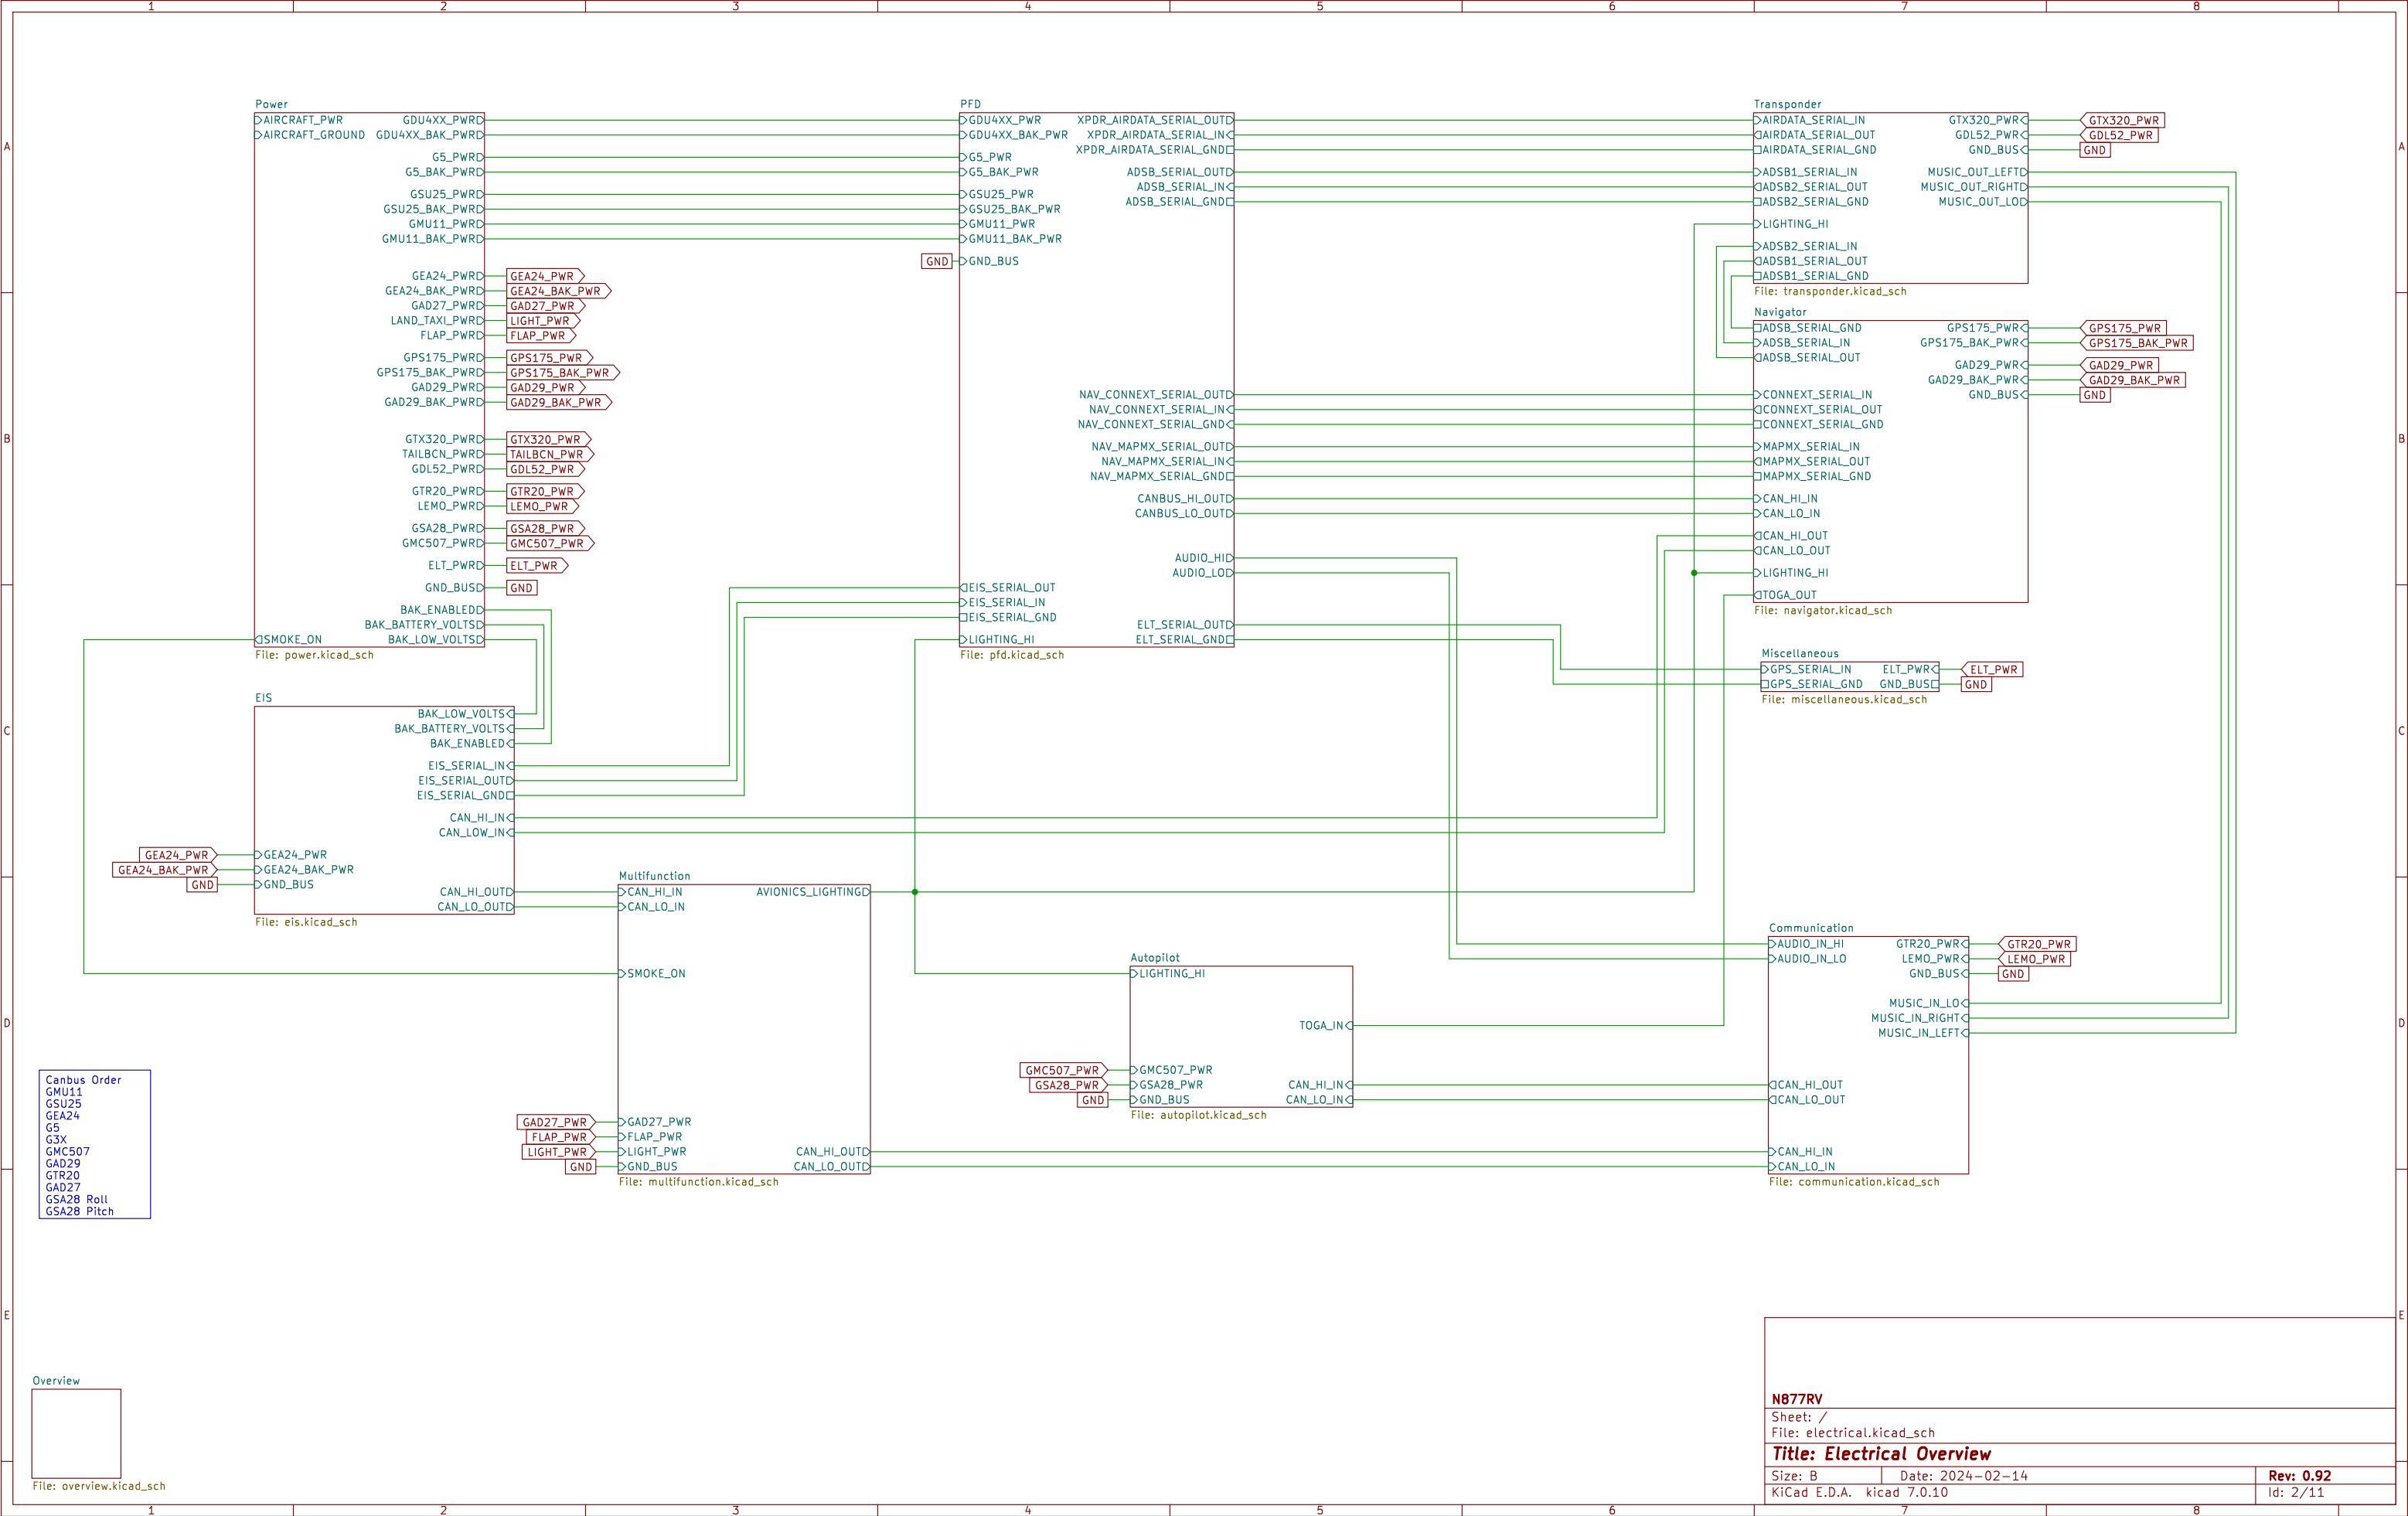 1 2 3 4 5 6 7 8
A
B
C
D
E
Power
AIRCRAFT_PWR
AIRCRAFT_GROUND
SMOKE_ON
GDU4XX_PWR
GDU4XX_BAK_PWR
G5_PWR
G5_BAK_PWR
GSU25_PWR
GSU25_BAK_PWR
GMU11_PWR
GMU11_BAK_PWR
GEA24_PWR GEA24_PWR
GEA24_BAK_PWR GEA24_BAK_PWR
GAD27_PWR GAD27_PWR
LAND_TAXI_PWR LIGHT_PWR
FLAP_PWR FLAP_PWR
GPS175_PWR GPS175_PWR
GPS175_BAK_PWR GPS175_BAK_PWR
GAD29_PWR GAD29_PWR
GAD29_BAK_PWR GAD29_BAK_PWR
GTX320_PWR GTX320_PWR
TAILBCN_PWR TAILBCN_PWR
GDL52_PWR GDL52_PWR
GTR20_PWR GTR20_PWR
LEMO_PWR LEMO_PWR
GSA28_PWR GSA28_PWR
GMC507_PWR GMC507_PWR
ELT_PWR ELT_PWR
GND_BUS GND
BAK_ENABLED
BAK_BATTERY_VOLTS
BAK_LOW_VOLTS
File: power.kicad_sch
PFD
GDU4XX_PWR
GDU4XX_BAK_PWR
G5_PWR
G5_BAK_PWR
GSU25_PWR
GSU25_BAK_PWR
GMU11_PWR
GMU11_BAK_PWR
GND GND_BUS
EIS_SERIAL_OUT
EIS_SERIAL_IN
EIS_SERIAL_GND
LIGHTING_HI
XPDR_AIRDATA_SERIAL_OUT
XPDR_AIRDATA_SERIAL_IN
XPDR_AIRDATA_SERIAL_GND
ADSB_SERIAL_OUT
ADSB_SERIAL_IN
ADSB_SERIAL_GND
NAV_CONNEXT_SERIAL_OUT
NAV_CONNEXT_SERIAL_IN
NAV_CONNEXT_SERIAL_GND
NAV_MAPMX_SERIAL_OUT
NAV_MAPMX_SERIAL_IN
NAV_MAPMX_SERIAL_GND
CANBUS_HI_OUT
CANBUS_LO_OUT
AUDIO_HI
AUDIO_LO
ELT_SERIAL_OUT
ELT_SERIAL_GND
File: pfd.kicad_sch
Transponder
AIRDATA_SERIAL_IN
AIRDATA_SERIAL_OUT
AIRDATA_SERIAL_GND
ADSB1_SERIAL_IN
ADSB2_SERIAL_OUT
ADSB2_SERIAL_GND
LIGHTING_HI
ADSB2_SERIAL_IN
ADSB1_SERIAL_OUT
ADSB1_SERIAL_GND
GTX320_PWR GTX320_PWR
GDL52_PWR GDL52_PWR
GND_BUS GND
MUSIC_OUT_LEFT
MUSIC_OUT_RIGHT
MUSIC_OUT_LO
File: transponder.kicad_sch
Navigator
ADSB_SERIAL_GND
ADSB_SERIAL_IN
ADSB_SERIAL_OUT
CONNEXT_SERIAL_IN
CONNEXT_SERIAL_OUT
CONNEXT_SERIAL_GND
MAPMX_SERIAL_IN
MAPMX_SERIAL_OUT
MAPMX_SERIAL_GND
CAN_HI_IN
CAN_LO_IN
CAN_HI_OUT
CAN_LO_OUT
LIGHTING_HI
TOGA_OUT
GPS175_PWR GPS175_PWR
GPS175_BAK_PWR GPS175_BAK_PWR
GAD29_PWR GAD29_PWR
GAD29_BAK_PWR GAD29_BAK_PWR
GND_BUS GND
File: navigator.kicad_sch
Miscellaneous
GPS_SERIAL_IN ELT_PWR ELT_PWR
GPS_SERIAL_GND GND_BUS GND
File: miscellaneous.kicad_sch
EIS
BAK_LOW_VOLTS
BAK_BATTERY_VOLTS
BAK_ENABLED
EIS_SERIAL_IN
EIS_SERIAL_OUT
EIS_SERIAL_GND
CAN_HI_IN
CAN_LOW_IN
GEA24_PWR GEA24_PWR
GEA24_BAK_PWR GEA24_BAK_PWR
GND GND_BUS
CAN_HI_OUT
CAN_LO_OUT
File: eis.kicad_sch
Multifunction
CAN_HI_IN AVIONICS_LIGHTING
CAN_LO_IN
SMOKE_ON
GAD27_PWR GAD27_PWR
FLAP_PWR FLAP_PWR
LIGHT_PWR LIGHT_PWR
GND GND_BUS
CAN_HI_OUT
CAN_LO_OUT
File: multifunction.kicad_sch
Autopilot
LIGHTING_HI
TOGA_IN
GMC507_PWR GMC507_PWR
GSA28_PWR GSA28_PWR
GND GND_BUS
CAN_HI_IN
CAN_LO_IN
File: autopilot.kicad_sch
Communication
AUDIO_IN_HI
AUDIO_IN_LO
GTR20_PWR GTR20_PWR
LEMO_PWR LEMO_PWR
GND_BUS GND
MUSIC_IN_LO
MUSIC_IN_RIGHT
MUSIC_IN_LEFT
CAN_HI_OUT
CAN_LO_OUT
CAN_HI_IN
CAN_LO_IN
File: communication.kicad_sch
Canbus Order
GMU11
GSU25
GEA24
G5
G3X
GMC507
GAD29
GTR20
GAD27
GSA28 Roll
GSA28 Pitch
Overview
File: overview.kicad_sch
N877RV
Sheet: /
File: electrical.kicad_sch
Title: Electrical Overview
Size: B Date: 2024-02-14 Rev: 0.92
KiCad E.D.A. kicad 7.0.10 Id: 2/11
A
B
C
D
E
1 2 3 4 5 6 7 8